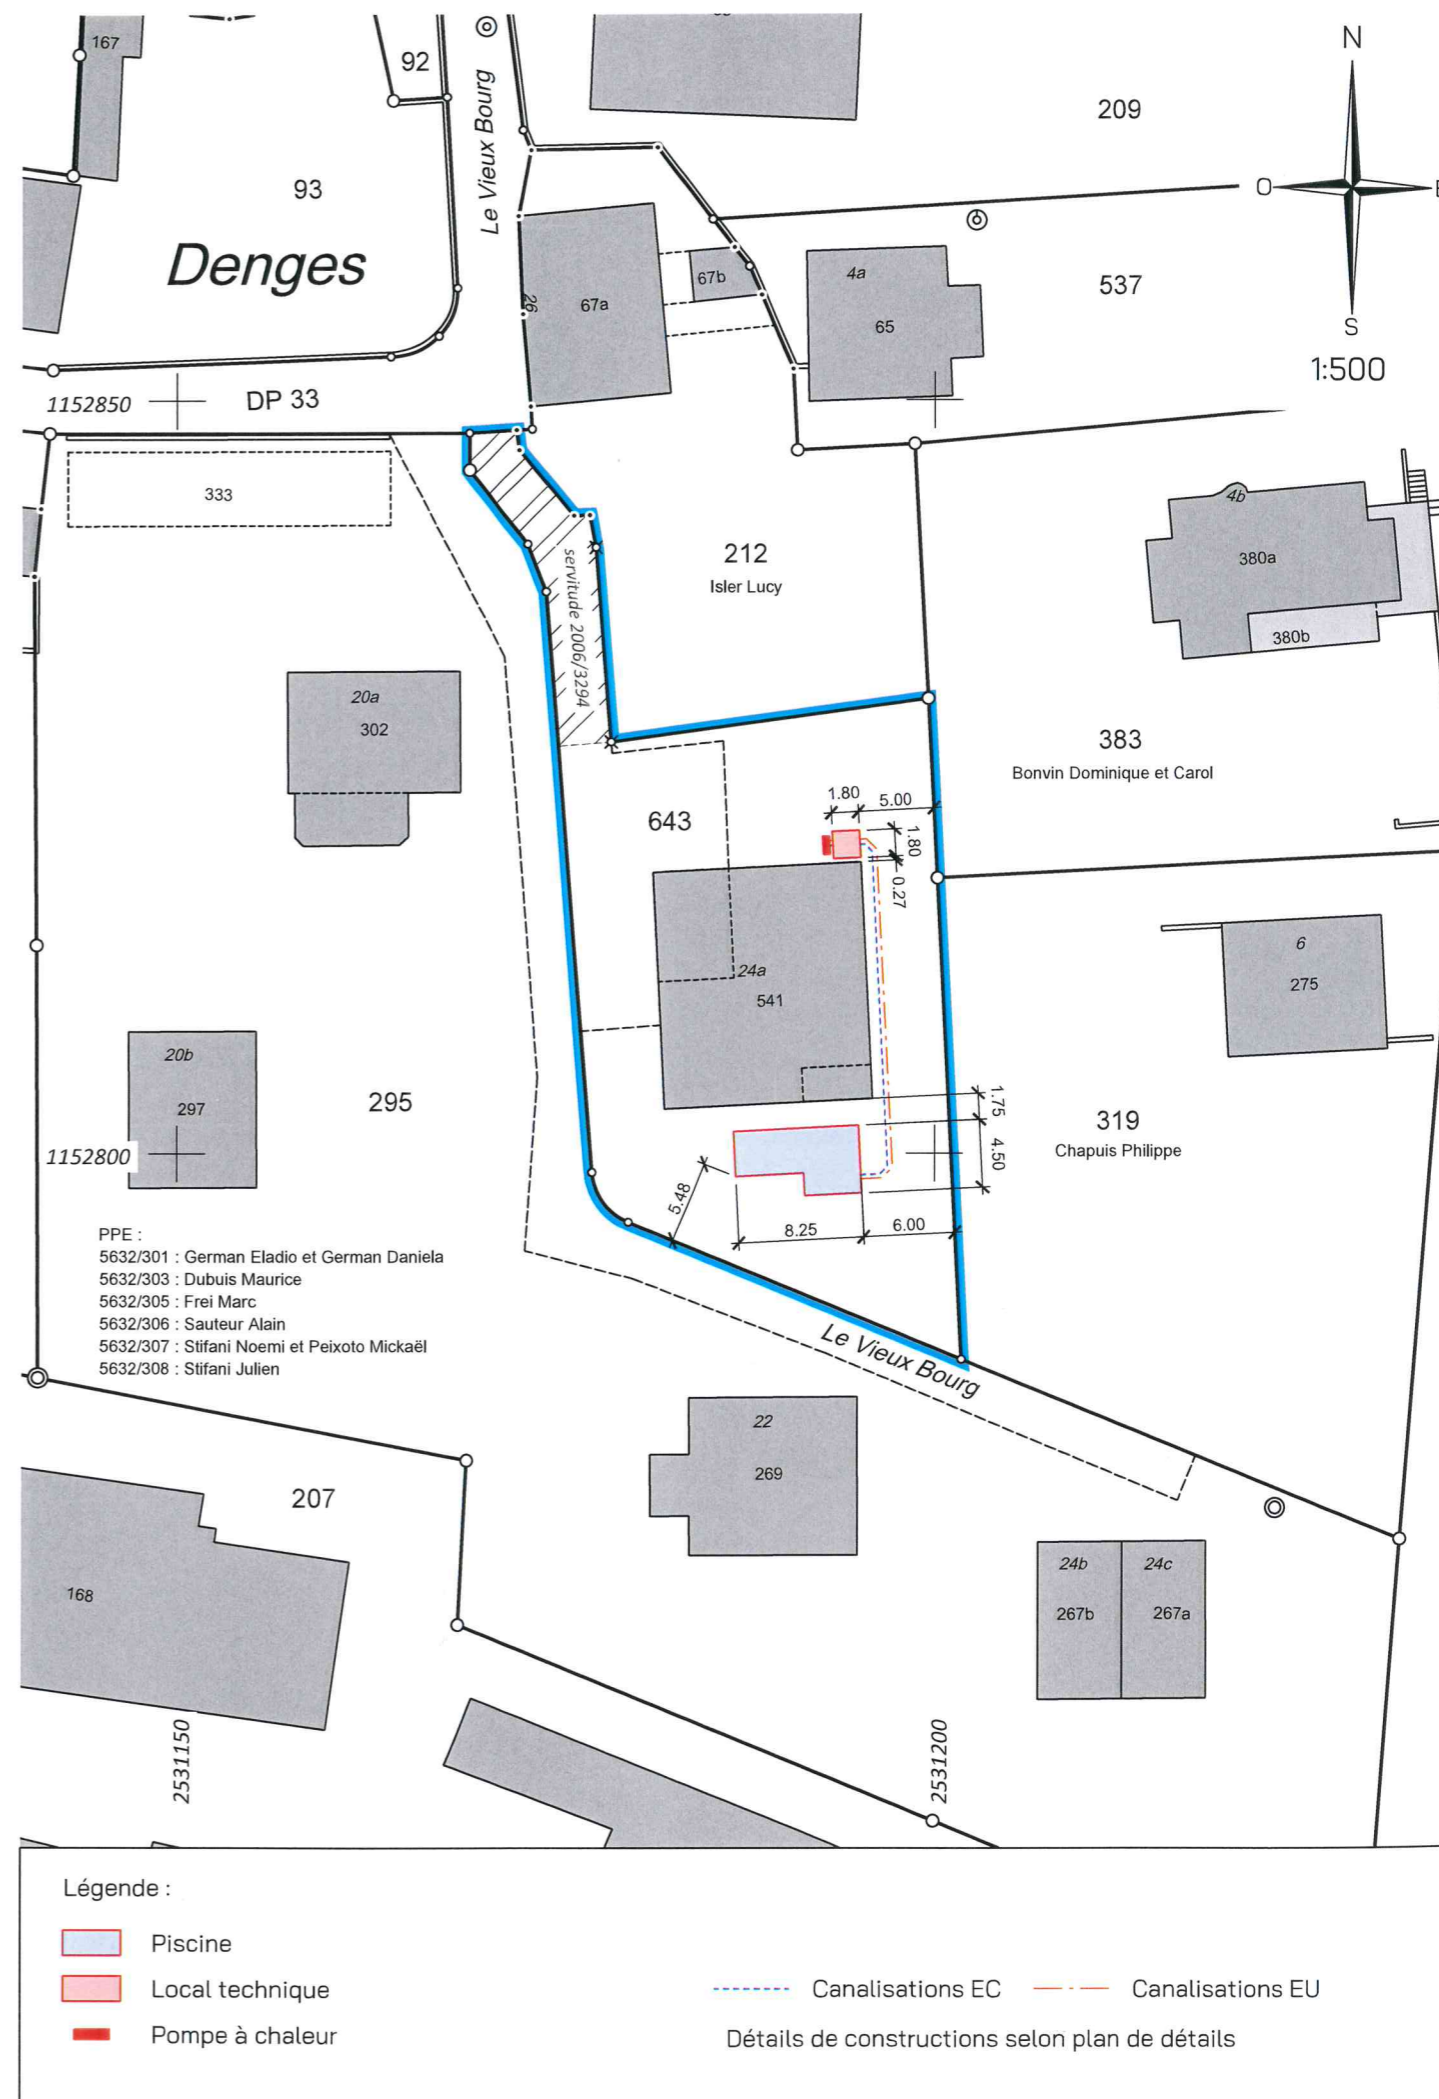 167
92
Le Vieux Bourg
N
209
93
O
Denges
537
4a
67b
26
67a
65
S
1:500
1152850
DP 33
333
4b
212
380a
Isler Lucy
servitude 2006/3294
380b
20a
302
383
Bonvin Dominique et Carol
1.80
5.00
643
1.80
0.27
24a
541
6
275
20b
297
295
1.75
319
1152800
4.50
Chapuis Philippe
5.48
8.25
6.00
PPE :
5632/301 : German Eladio et German Daniela
5632/303 : Dubuis Maurice
5632/305 : Frei Marc
5632/306 : Sauteur Alain
5632/307 : Stifani Noemi et Peixoto Mickaël
5632/308 : Stifani Julien
Le Vieux Bourg
22
269
207
168
24b
24c
267b
267a
2531150
2531200
Légende :
Piscine
Local technique
Canalisations EC
Canalisations EU
Pompe à chaleur
Détails de constructions selon plan de détails